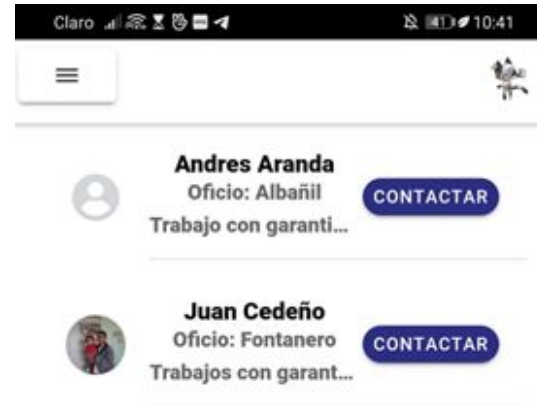 Claro 41 10:41
Andres Aranda
Oficio: Albañil
Trabajo con garanti...
CONTACTAR
Juan Cedeño
Oficio: Fontanero
Trabajos con garant...
CONTACTAR